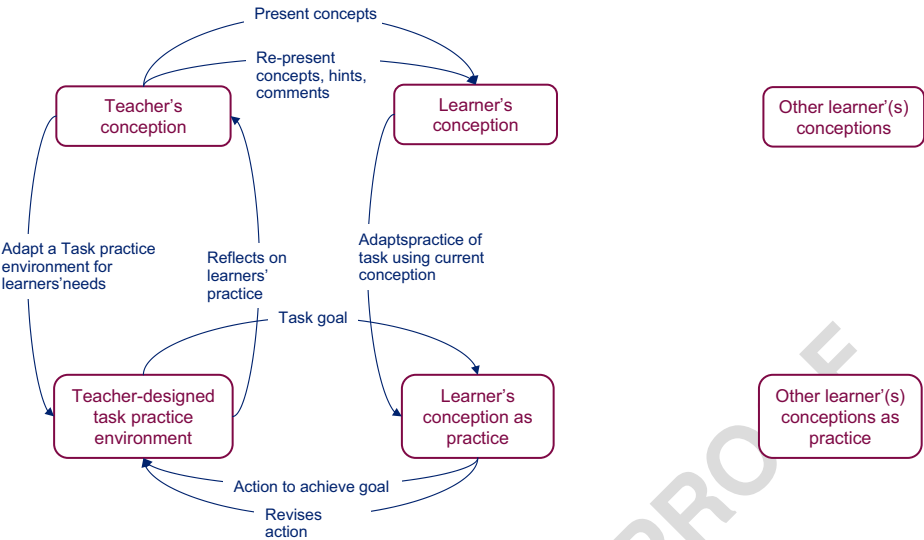 Present concepts
Re-present
concepts, hints,
comments
Teacher's
conception
Learner's
conception
Other learner'(s)
conceptions
Adapt a Task practice
environment for
learners'needs
Reflects on
learners'
practice
Adaptspractice of
task using current
conception
Task goal
Teacher-designed
task practice
environment
Learner's
conception as
practice
Other learner'(s)
conceptions as
practice
Action to achieve goal
Revises
action